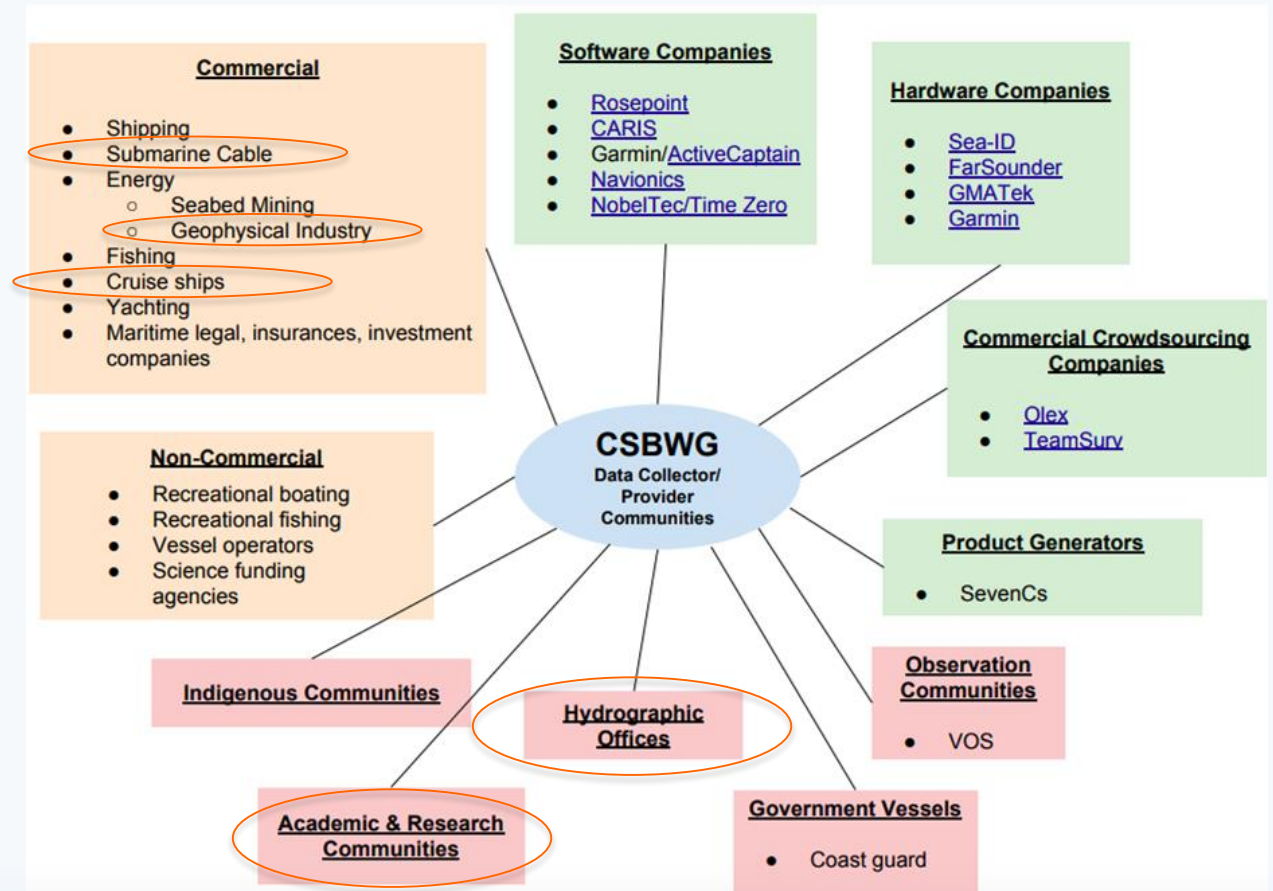 Commercial
● Shipping
● Submarine Cable
● Energy
○ Seabed Mining
○ Geophysical Industry
● Fishing
● Cruise ships
● Yachting
● Maritime legal, insurances, investment
companies
Software Companies
● Rosepoint
● CARIS
● Garmin/ActiveCaptain
● Navionics
● NobelTec/Time Zero
Hardware Companies
● Sea-ID
● FarSounder
● GMATek
● Garmin
Commercial Crowdsourcing
Companies
● Olex
● TeamSurv
CSBWG
Data Collector/
Provider
Communities
Non-Commercial
● Recreational boating
● Recreational fishing
● Vessel operators
● Science funding
agencies
Product Generators
● SevenCs
Indigenous Communities
Hydrographic
Offices
Observation
Communities
● VOS
Academic & Research
Communities
Government Vessels
● Coast guard